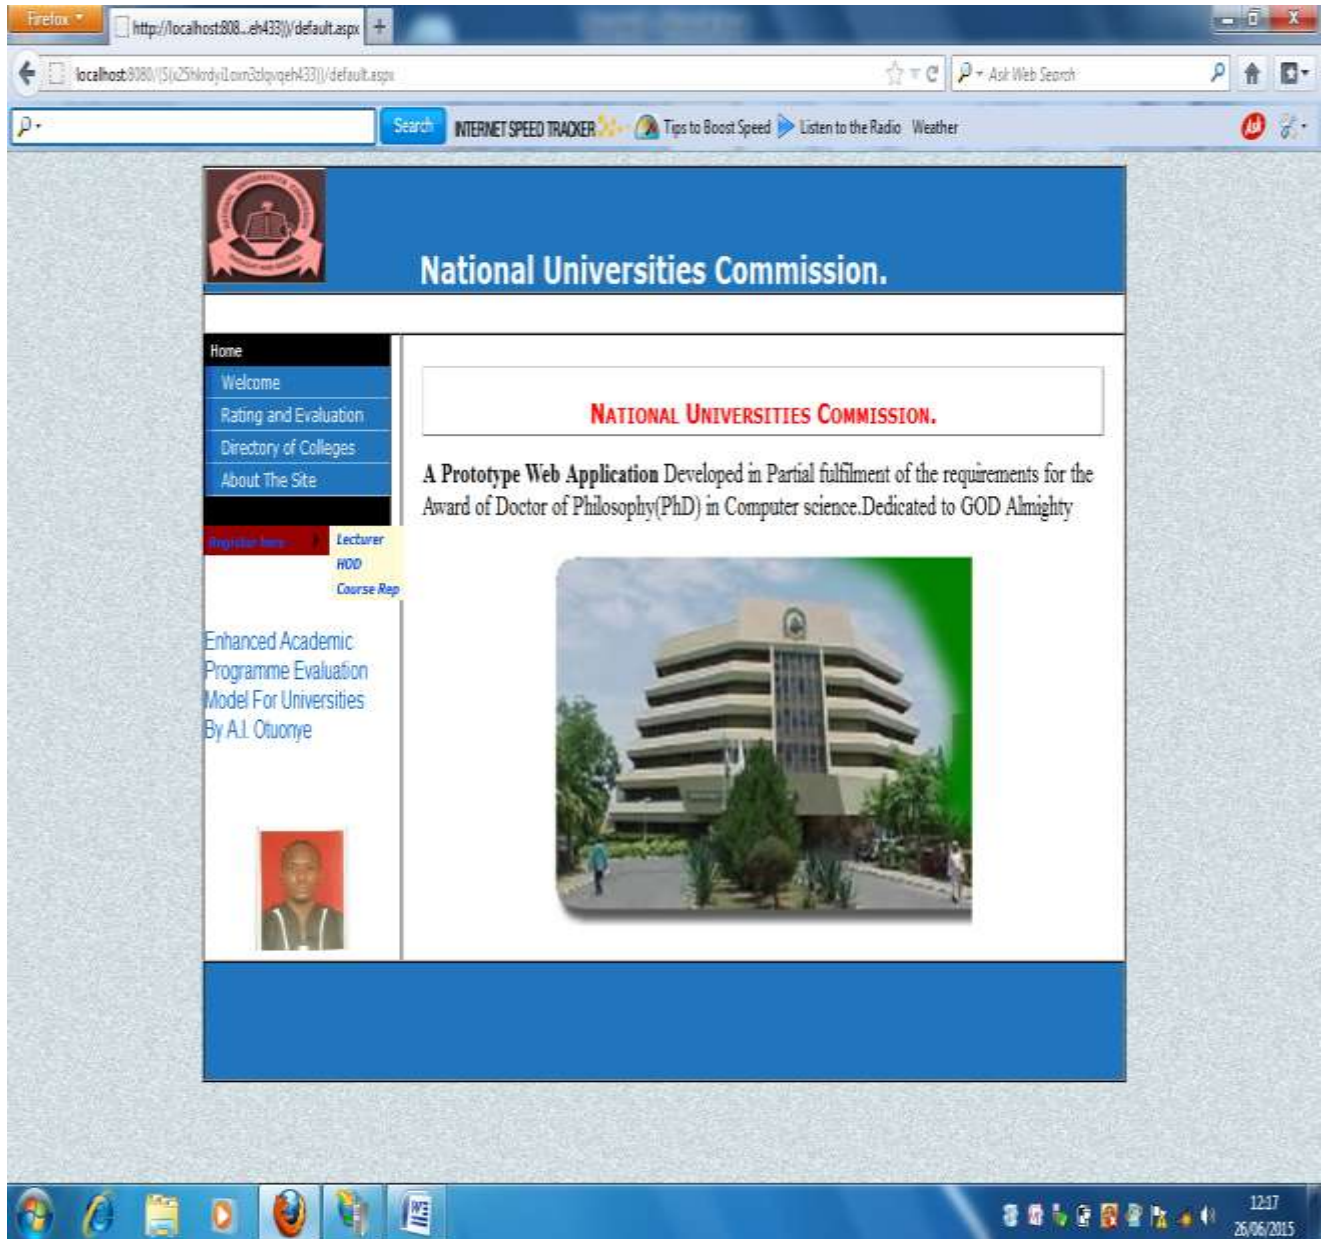 Firefox
http://localhost:808...eh433))/default.aspx
Ask Web Search
Search INTERNET SPEED TRACKER Tips to Boost Speed Listen to the Radio Weather
National Universities Commission.
Home
Welcome
Rating and Evaluation
Directory of Colleges
About The Site
Register here
Lecturer
HOD
Course Rep
Enhanced Academic
Programme Evaluation
Model For Universities
By A.I. Otuonye
NATIONAL UNIVERSITIES COMMISSION.
A Prototype Web Application Developed in Partial fulfilment of the requirements for the
Award of Doctor of Philosophy(PhD) in Computer science.Dedicated to GOD Almighty
12:17
26/06/2015